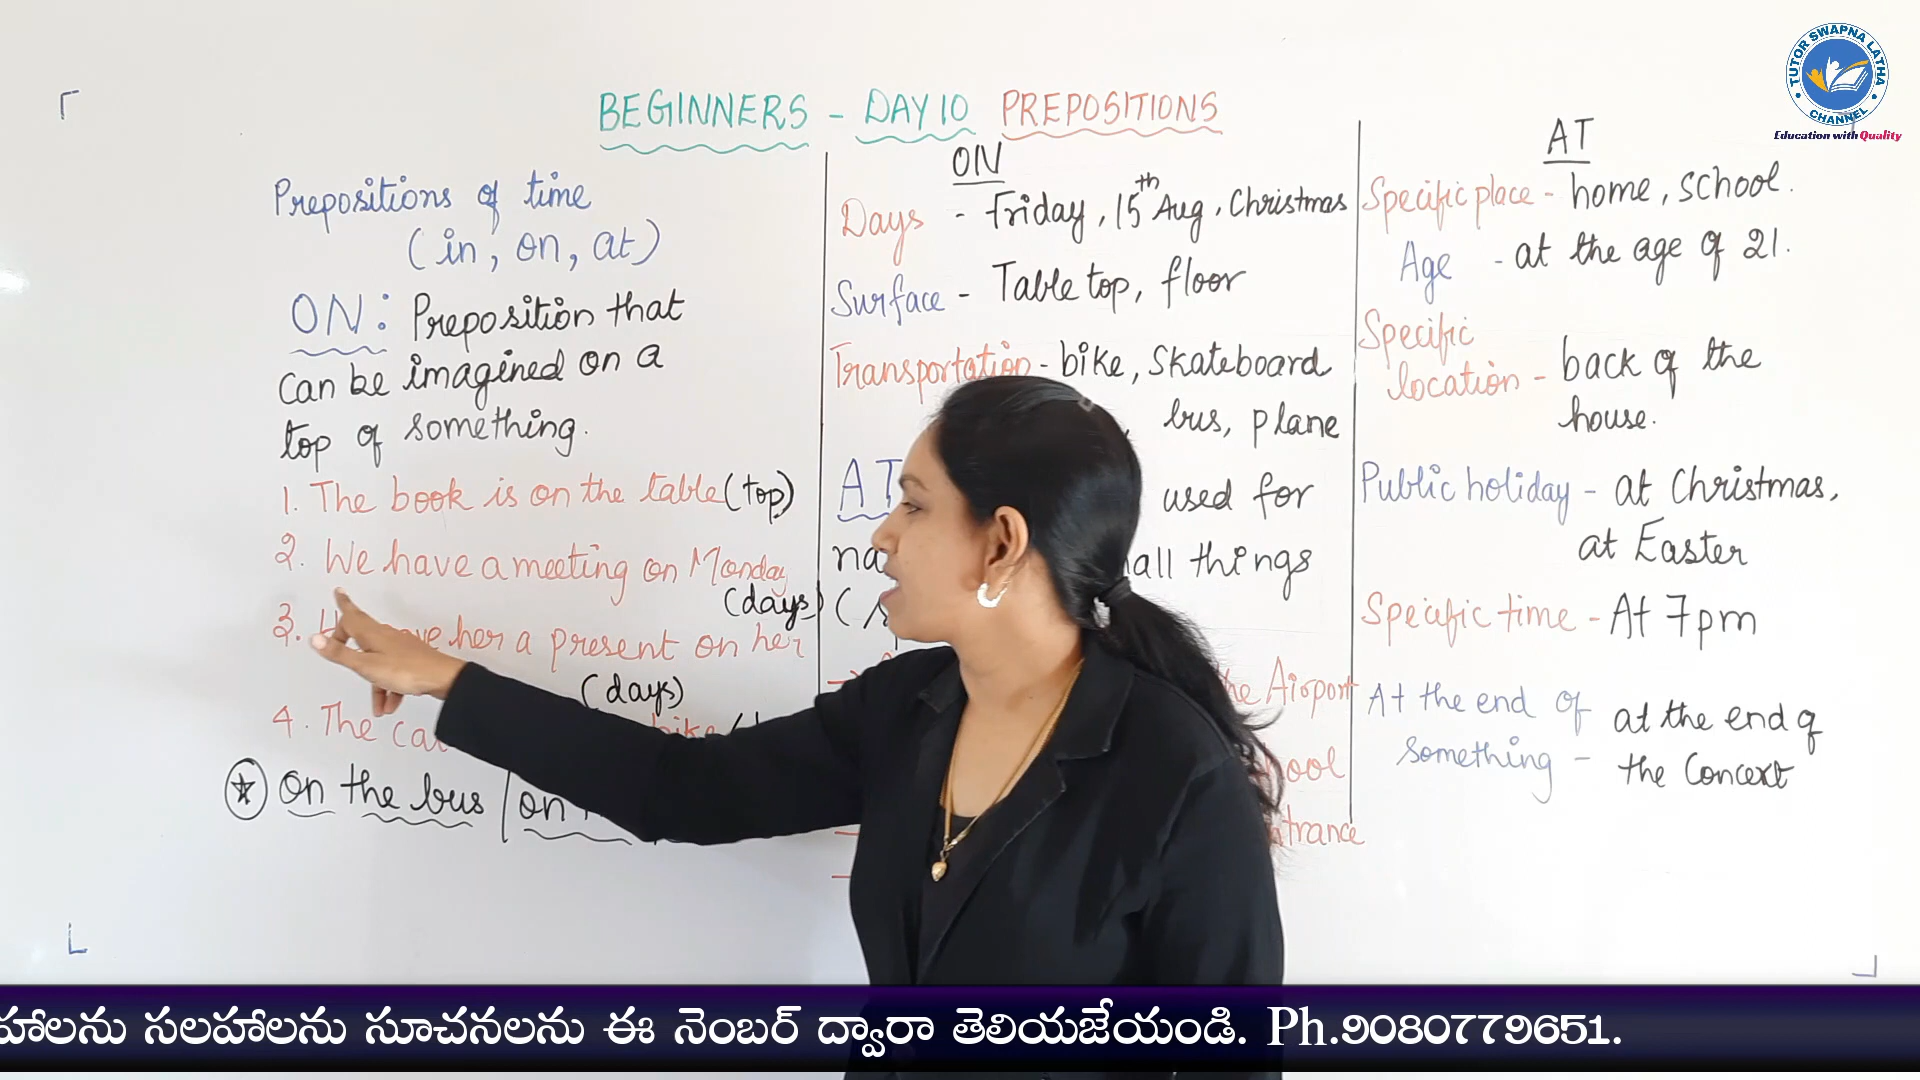 BEGINNERS - DAY 10 PREPOSITIONS
Prepositions of time
(in, on, at)
ON: Preposition that
can be imagined on a
top of something.
1. The book is on the table (top)
2. We have a meeting on Monday
(days)
3. her a present on her
(days)
4. The bike
on the bus / on
ON
Days - Friday, 15th Aug, Christmas
Surface - Table top, floor
Transportation - bike, skateboard
bus, plane
AT used for
things
(
the Airport
AT
Specific place - home, school.
Age - at the age of 21.
Specific
location - back of the
house.
Public holiday - at Christmas,
at Easter
Specific time - At 7pm
At the end of
something - at the end of
the Concert
TUTOR SWAPNA LATHA
CHANNEL
Education with Quality
సలహాలను సూచనలను ఈ నెంబర్ ద్వారా తెలియజేయండి. Ph.9080779651.